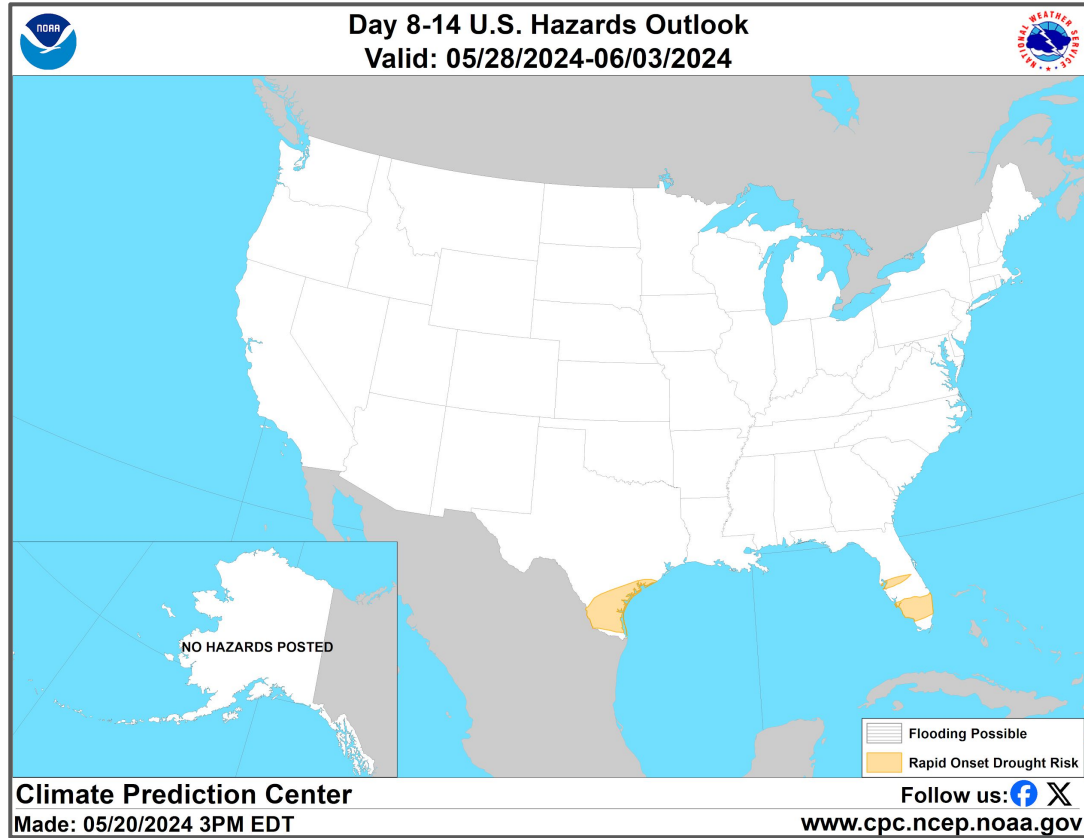 NOAA
Day 8-14 U.S. Hazards Outlook
Valid: 05/28/2024-06/03/2024
NATIONAL WEATHER SERVICE
NO HAZARDS POSTED
Flooding Possible
Rapid Onset Drought Risk
Climate Prediction Center
Follow us:
Made: 05/20/2024 3PM EDT
www.cpc.ncep.noaa.gov